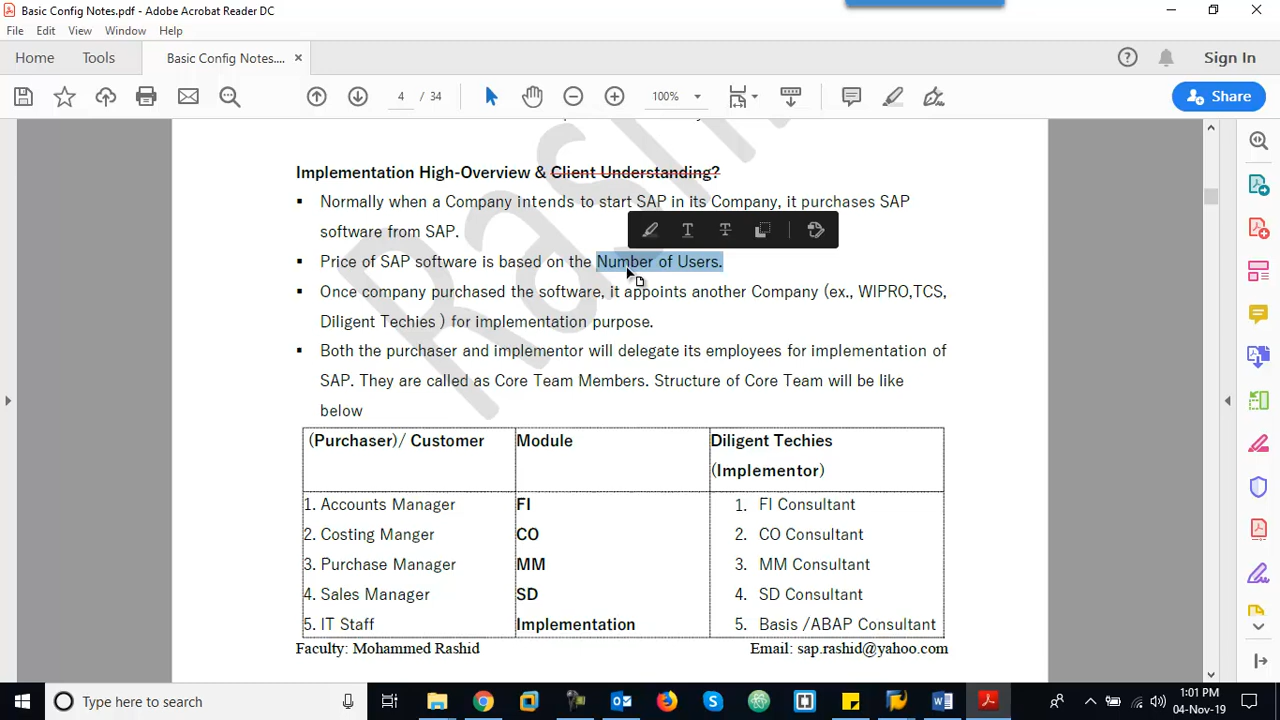 Basic Config Notes.pdf - Adobe Acrobat Reader DC
File Edit View Window Help
Home Tools Basic Config Notes.... × Sign In
4 / 34 100% Share
Rashi
Implementation High-Overview & Client Understanding?
▪ Normally when a Company intends to start SAP in its Company, it purchases SAP
software from SAP.
▪ Price of SAP software is based on the Number of Users.
▪ Once company purchased the software, it appoints another Company (ex., WIPRO,TCS,
Diligent Techies ) for implementation purpose.
▪ Both the purchaser and implementor will delegate its employees for implementation of
SAP. They are called as Core Team Members. Structure of Core Team will be like
below
(Purchaser)/ Customer Module Diligent Techies
(Implementor)
1. Accounts Manager FI 1. FI Consultant
2. Costing Manger CO 2. CO Consultant
3. Purchase Manager MM 3. MM Consultant
4. Sales Manager SD 4. SD Consultant
5. IT Staff Implementation 5. Basis /ABAP Consultant
Faculty: Mohammed Rashid Email: sap.rashid@yahoo.com
Type here to search
1:01 PM
04-Nov-19